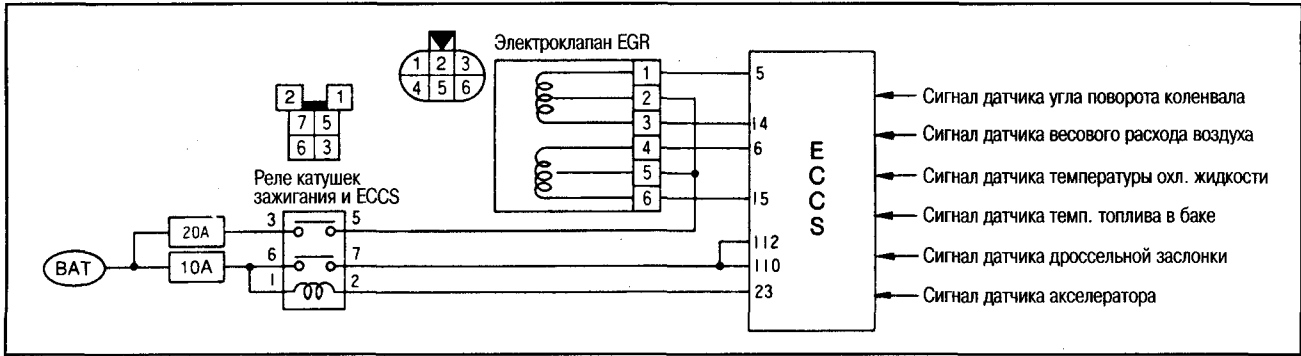 Электроклапан EGR
1 2 3
4 5 6
1
2
3
4
5
6
5
14
6
15
112
110
23
ECCS
Сигнал датчика угла поворота коленвала
Сигнал датчика весового расхода воздуха
Сигнал датчика температуры охл. жидкости
Сигнал датчика темп. топлива в баке
Сигнал датчика дроссельной заслонки
Сигнал датчика акселератора
2 1
7 5
6 3
Реле катушек
зажигания и ECCS
BAT
20A
10A
3 5
6 7
1 2